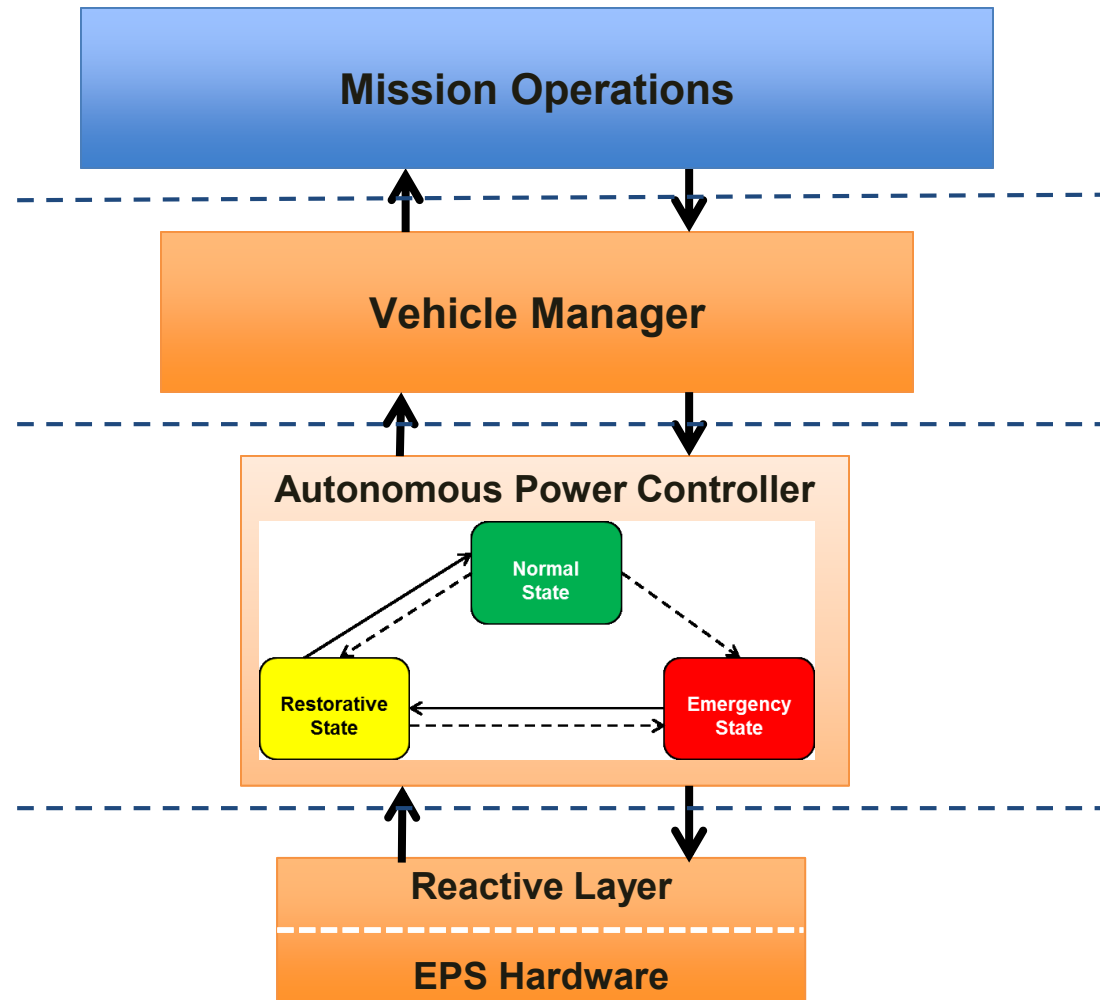 Mission Operations
Vehicle Manager
Autonomous Power Controller
Normal
State
Restorative
State
Emergency
State
Reactive Layer
EPS Hardware